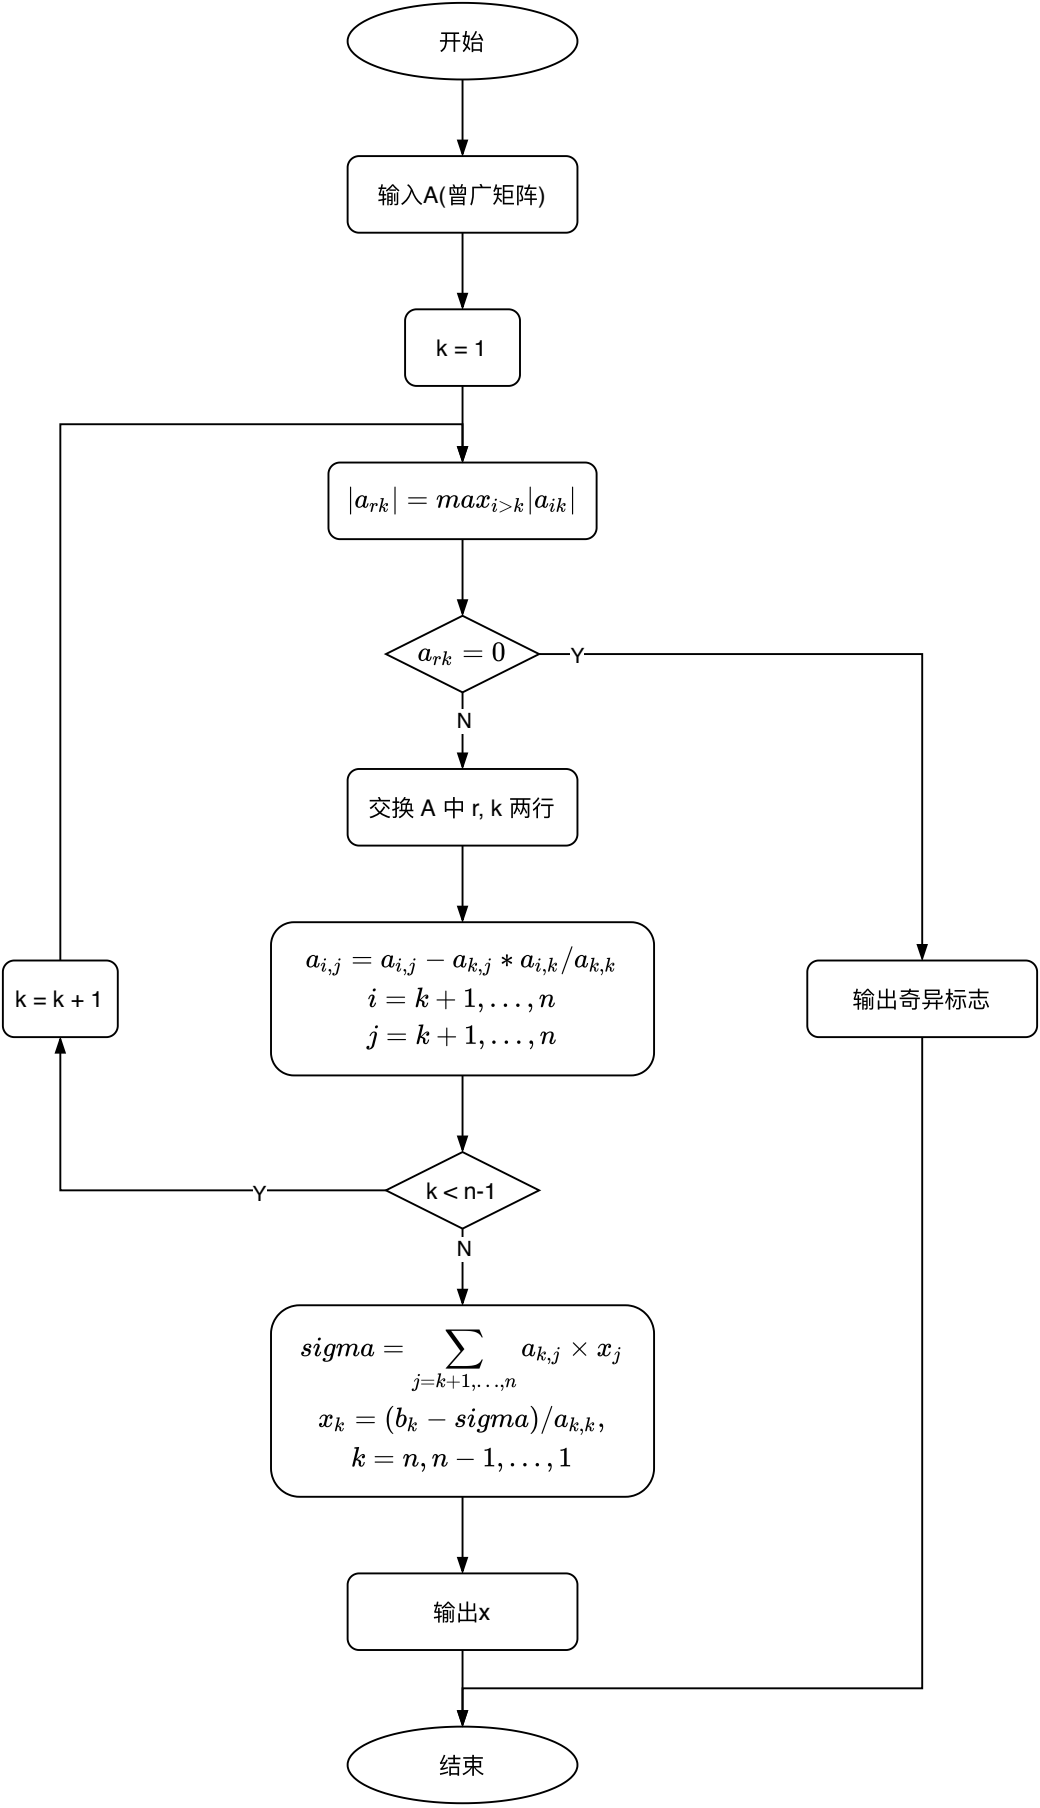 开始
输入A(曾广矩阵)
k = 1
|a_{rk}| = max_{i>k}|a_{ik}|
a_{rk} = 0
Y
N
交换 A 中 r, k 两行
a_{i,j} = a_{i,j} − a_{k,j} ∗ a_{i,k}/a_{k,k}
i = k + 1, . . . , n
j = k + 1, . . . , n
k = k + 1
输出奇异标志
k < n-1
Y
N
sigma = ∑_{j=k+1,...,n} a_{k,j} × x_j
x_k = (b_k − sigma)/a_{k,k},
k = n, n − 1, . . . , 1
输出x
结束